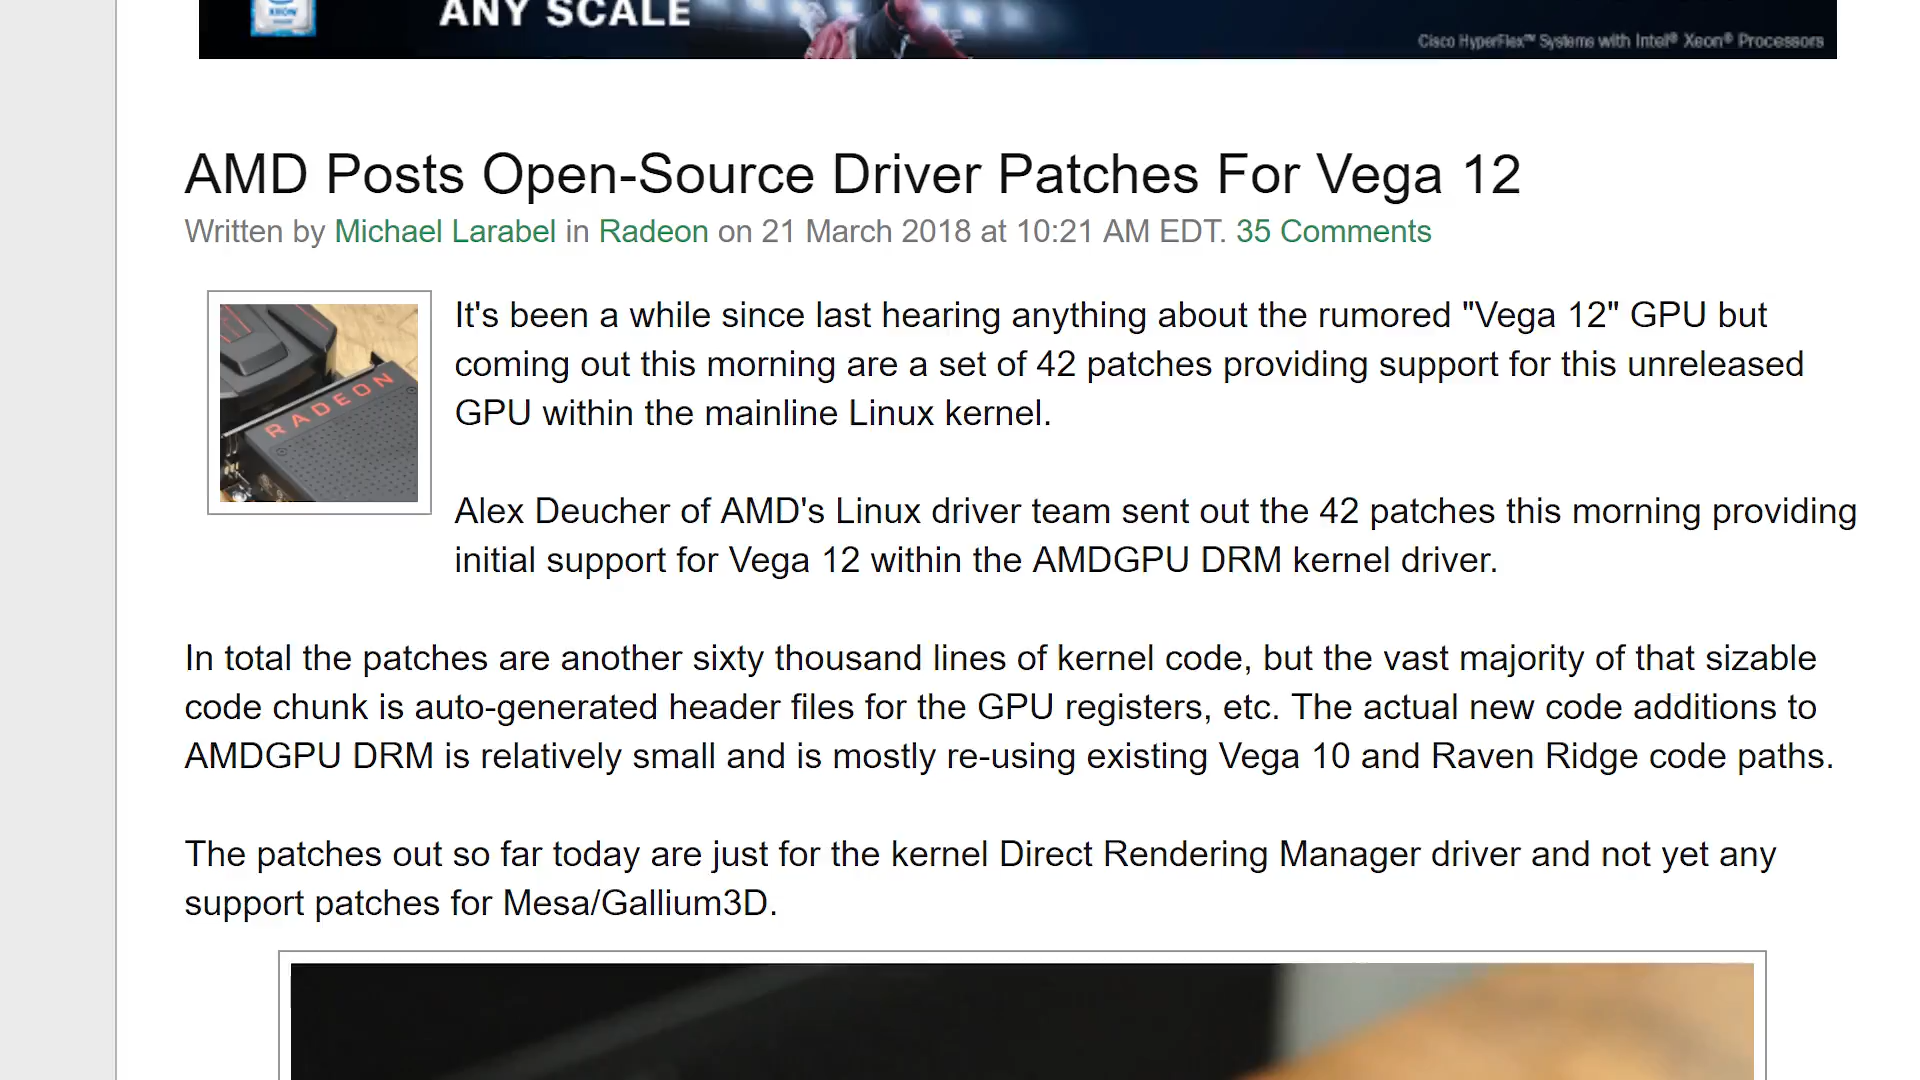 ANY SCALE
XEON
Cisco HyperFlex™ Systems with Intel® Xeon® Processors
AMD Posts Open-Source Driver Patches For Vega 12
Written by Michael Larabel in Radeon on 21 March 2018 at 10:21 AM EDT. 35 Comments
It's been a while since last hearing anything about the rumored "Vega 12" GPU but
coming out this morning are a set of 42 patches providing support for this unreleased
GPU within the mainline Linux kernel.
RADEON
Alex Deucher of AMD's Linux driver team sent out the 42 patches this morning providing
initial support for Vega 12 within the AMDGPU DRM kernel driver.
In total the patches are another sixty thousand lines of kernel code, but the vast majority of that sizable
code chunk is auto-generated header files for the GPU registers, etc. The actual new code additions to
AMDGPU DRM is relatively small and is mostly re-using existing Vega 10 and Raven Ridge code paths.
The patches out so far today are just for the kernel Direct Rendering Manager driver and not yet any
support patches for Mesa/Gallium3D.